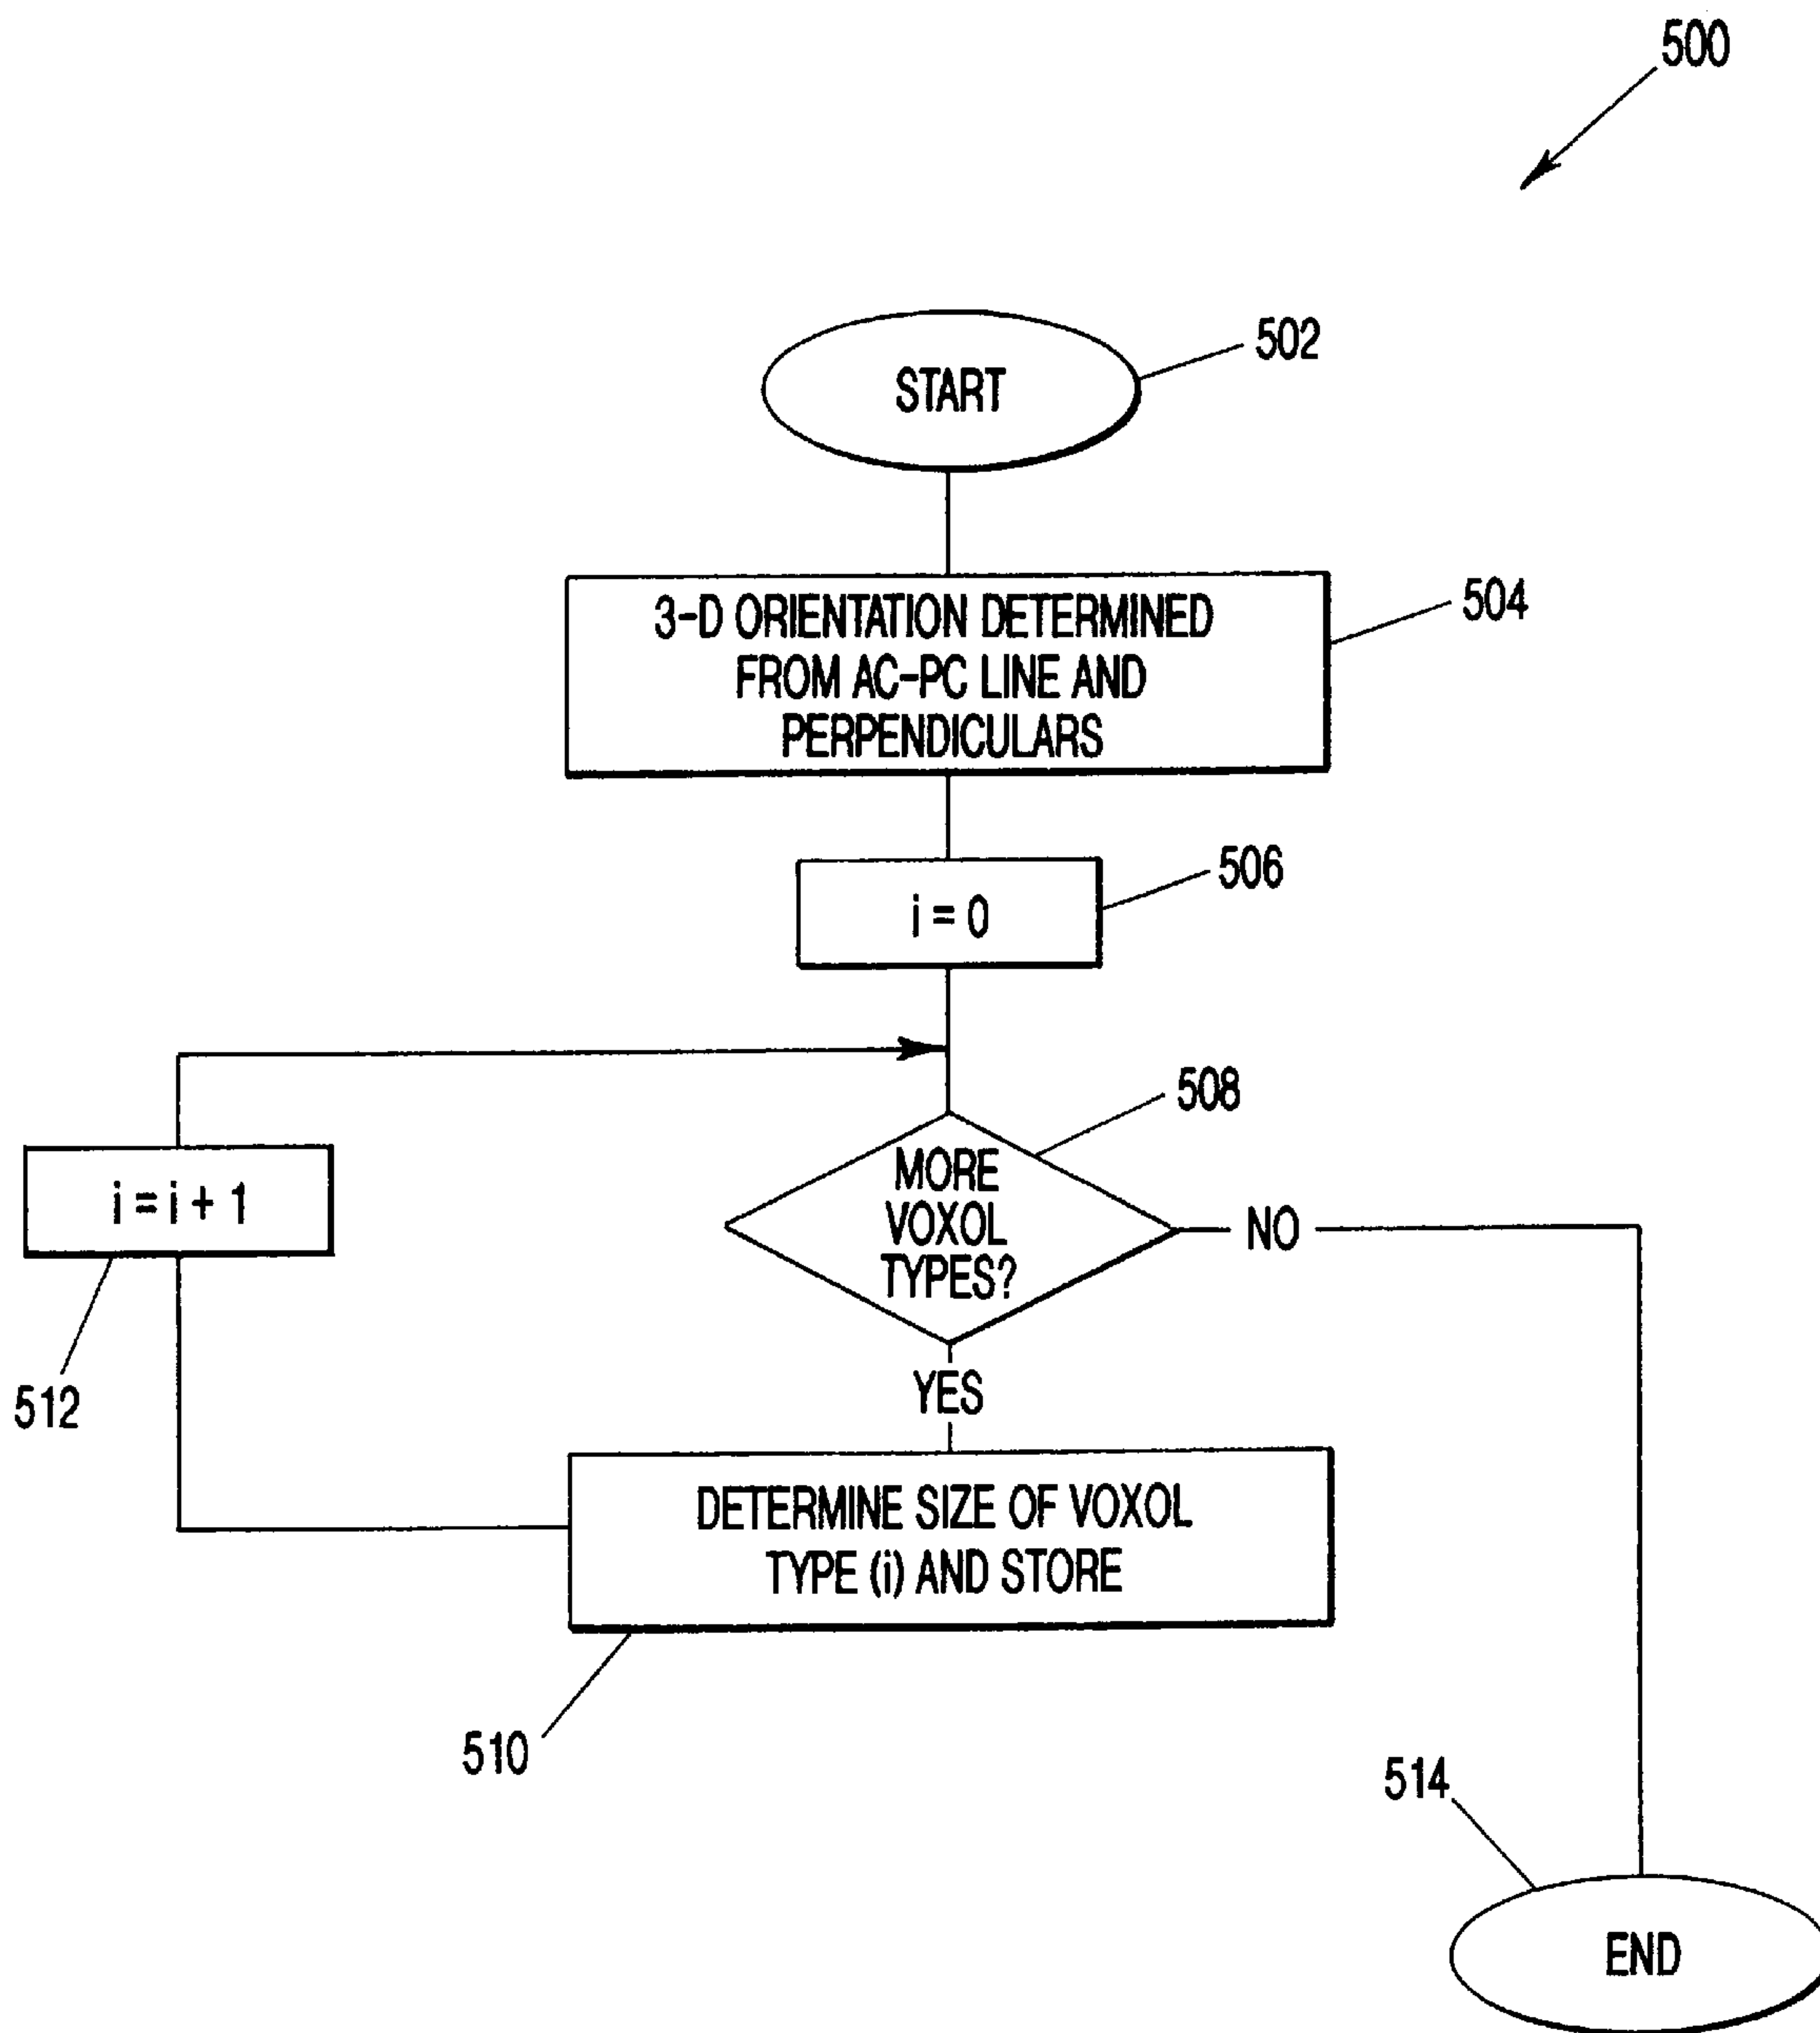 500
START
502
3-D ORIENTATION DETERMINED
FROM AC-PC LINE AND
PERPENDICULARS
504
i = 0
506
MORE
VOXOL
TYPES?
508
NO
i = i + 1
512
YES
DETERMINE SIZE OF VOXOL
TYPE (i) AND STORE
510
514
END